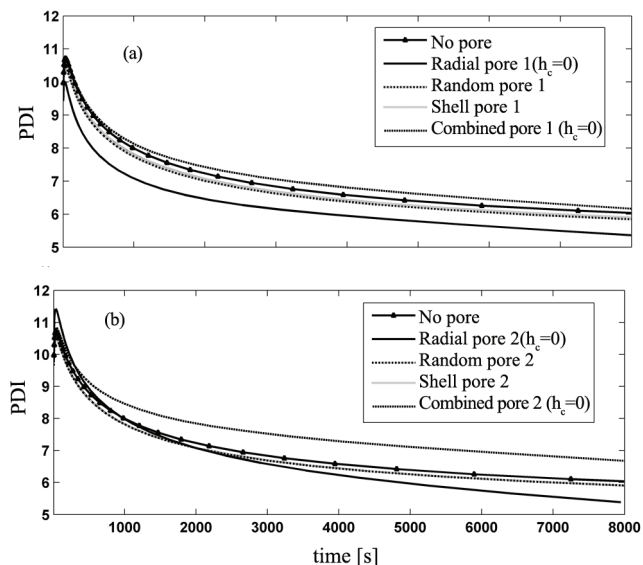 12
11
10
9
8
7
6
5
PDI
(a)
No pore
Radial pore 1(h_c=0)
Random pore 1
Shell pore 1
Combined pore 1 (h_c=0)
12
11
10
9
8
7
6
5
PDI
(b)
No pore
Radial pore 2(h_c=0)
Random pore 2
Shell pore 2
Combined pore 2 (h_c=0)
1000 2000 3000 4000 5000 6000 7000 8000
time [s]